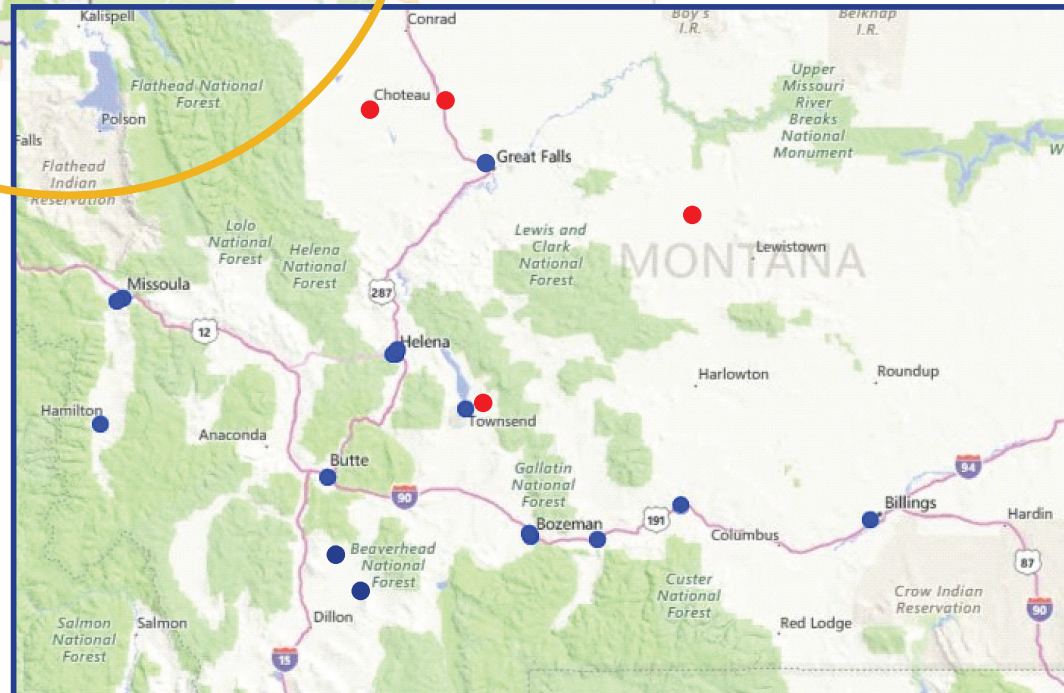 Kalispell
Conrad
Boy's
I.R.
Belknap
I.R.
Flathead National
Forest
Choteau
Upper
Missouri
River
Breaks
National
Monument
Polson
Falls
Great Falls
W
Flathead
Indian
Reservation
Lolo
National
Forest
Helena
National
Forest
Lewis and
Clark
National
Forest
MONTANA
Lewistown
Missoula
287
12
Helena
Harlowton
Roundup
Hamilton
Townsend
Anaconda
Butte
Gallatin
National
Forest
94
90
Billings
Hardin
Bozeman
191
Columbus
Beaverhead
National
Forest
87
Custer
National
Forest
Crow Indian
Reservation
90
Dillon
Salmon
National
Forest
Salmon
Red Lodge
15